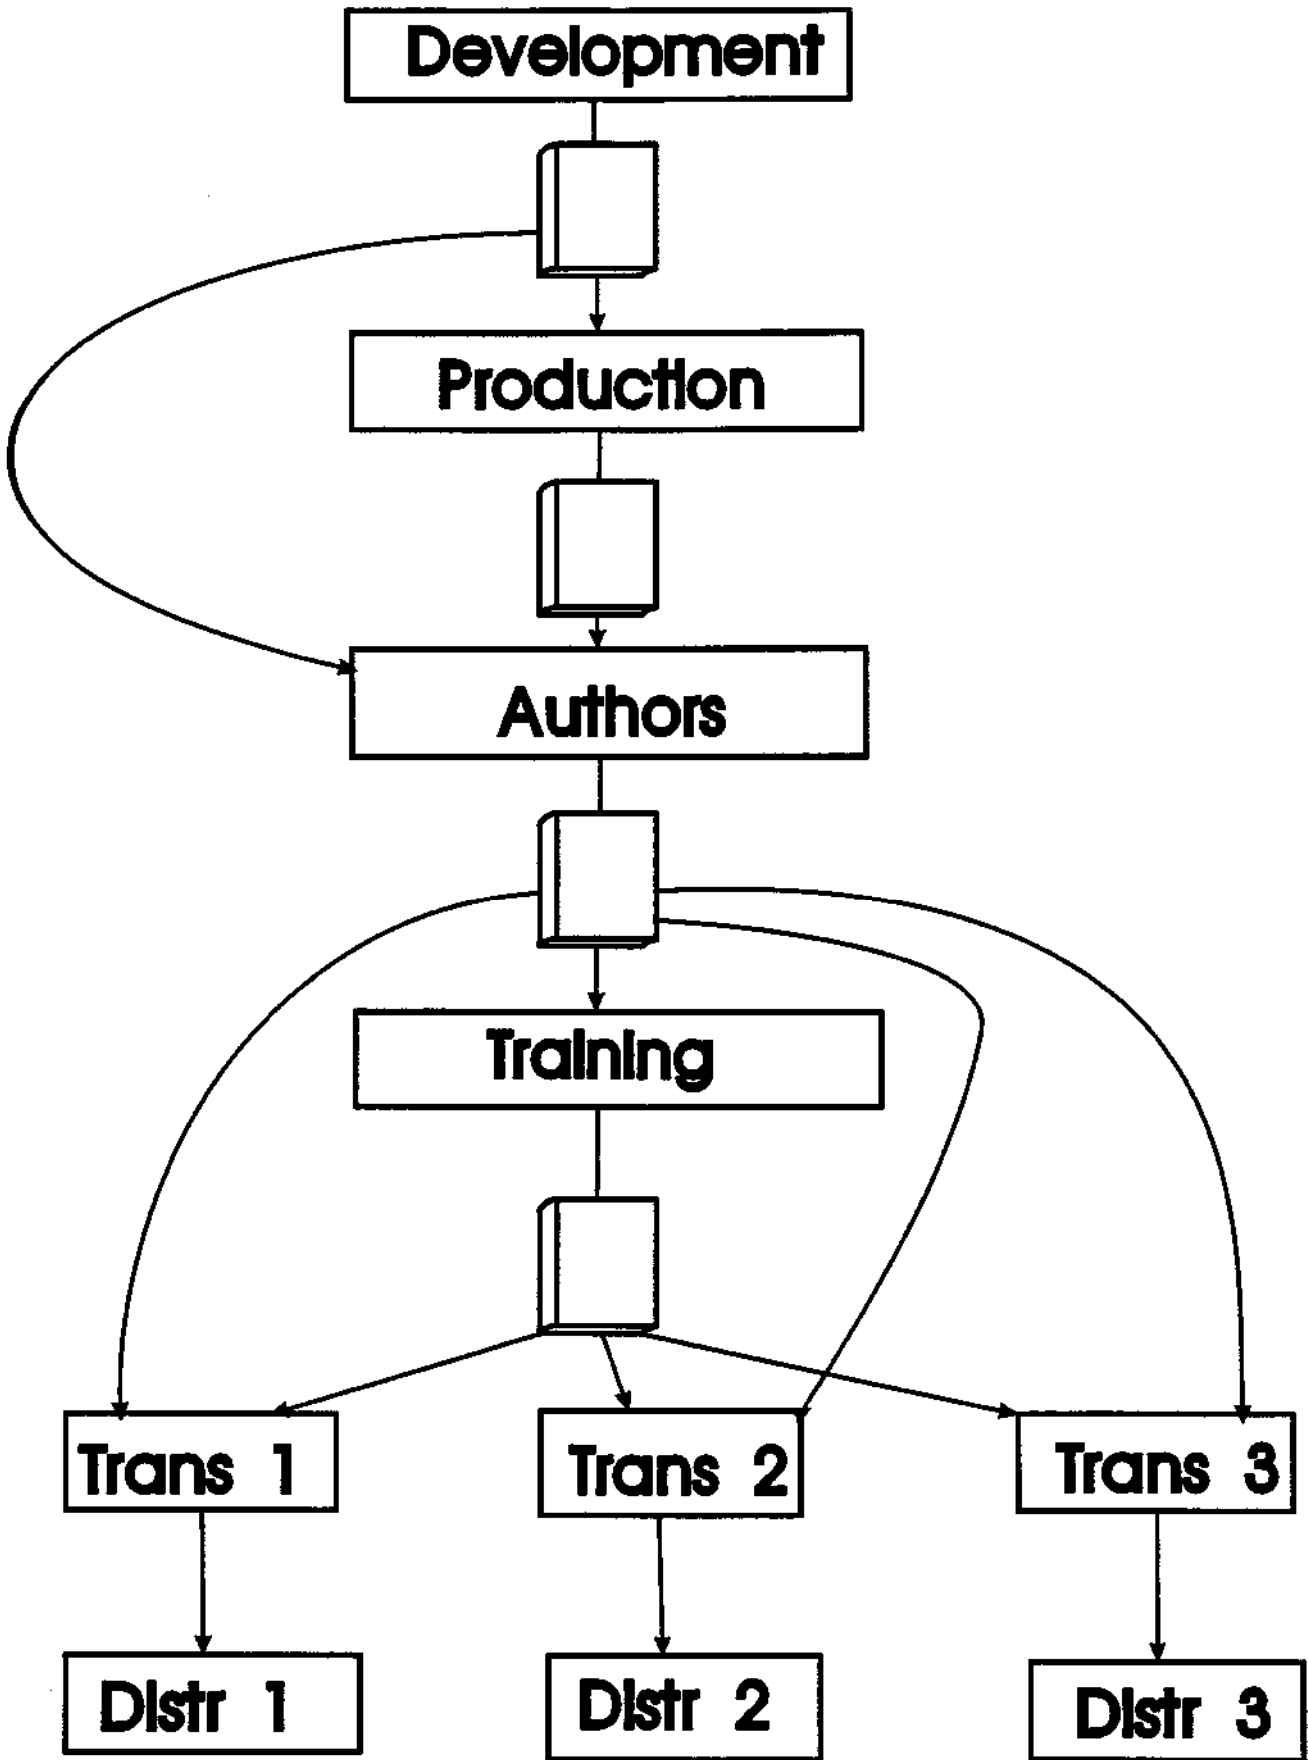 Development
Production
Authors
Training
Trans 1
Trans 2
Trans 3
Distr 1
Distr 2
Distr 3